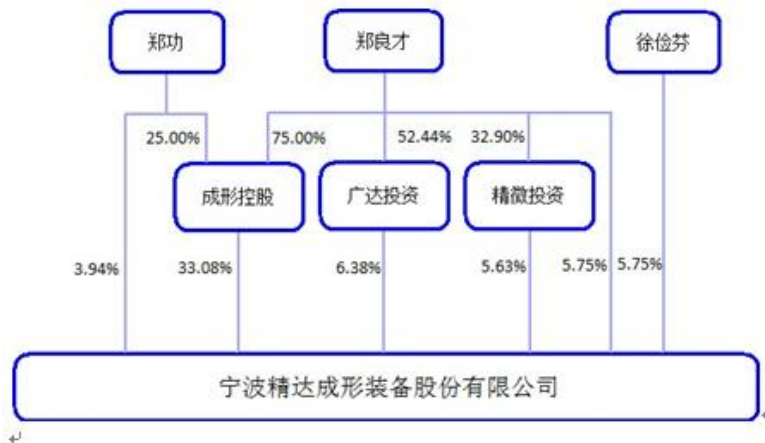 郑功
郑良才
徐俭芬
25.00%
75.00%
52.44%
32.90%
成形控股
广达投资
精微投资
3.94%
33.08%
6.38%
5.63%
5.75%
5.75%
宁波精达成形装备股份有限公司